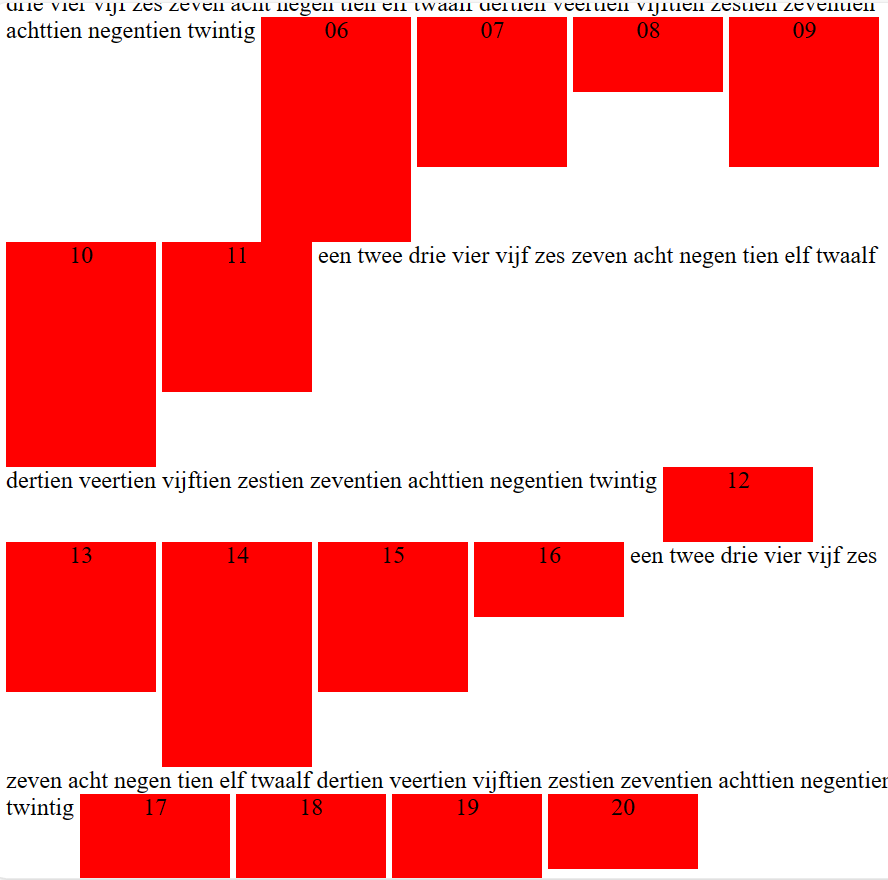 drie vier vijf zes zeven acht negen tien elf twaalf dertien veertien vijftien zestien zeventien
achttien negentien twintig 06 07 08 09
10 11 een twee drie vier vijf zes zeven acht negen tien elf twaalf
dertien veertien vijftien zestien zeventien achttien negentien twintig 12
13 14 15 16 een twee drie vier vijf zes
zeven acht negen tien elf twaalf dertien veertien vijftien zestien zeventien achttien negentien
twintig 17 18 19 20